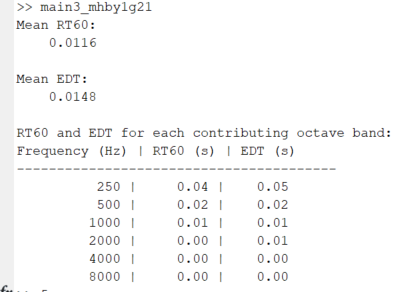 >> main3_mhby1g21
Mean RT60:
0.0116
Mean EDT:
0.0148
RT60 and EDT for each contributing octave band:
Frequency (Hz) | RT60 (s) | EDT (s)
----------------------------------------
250 | 0.04 | 0.05
500 | 0.02 | 0.02
1000 | 0.01 | 0.01
2000 | 0.00 | 0.01
4000 | 0.00 | 0.00
8000 | 0.00 | 0.00